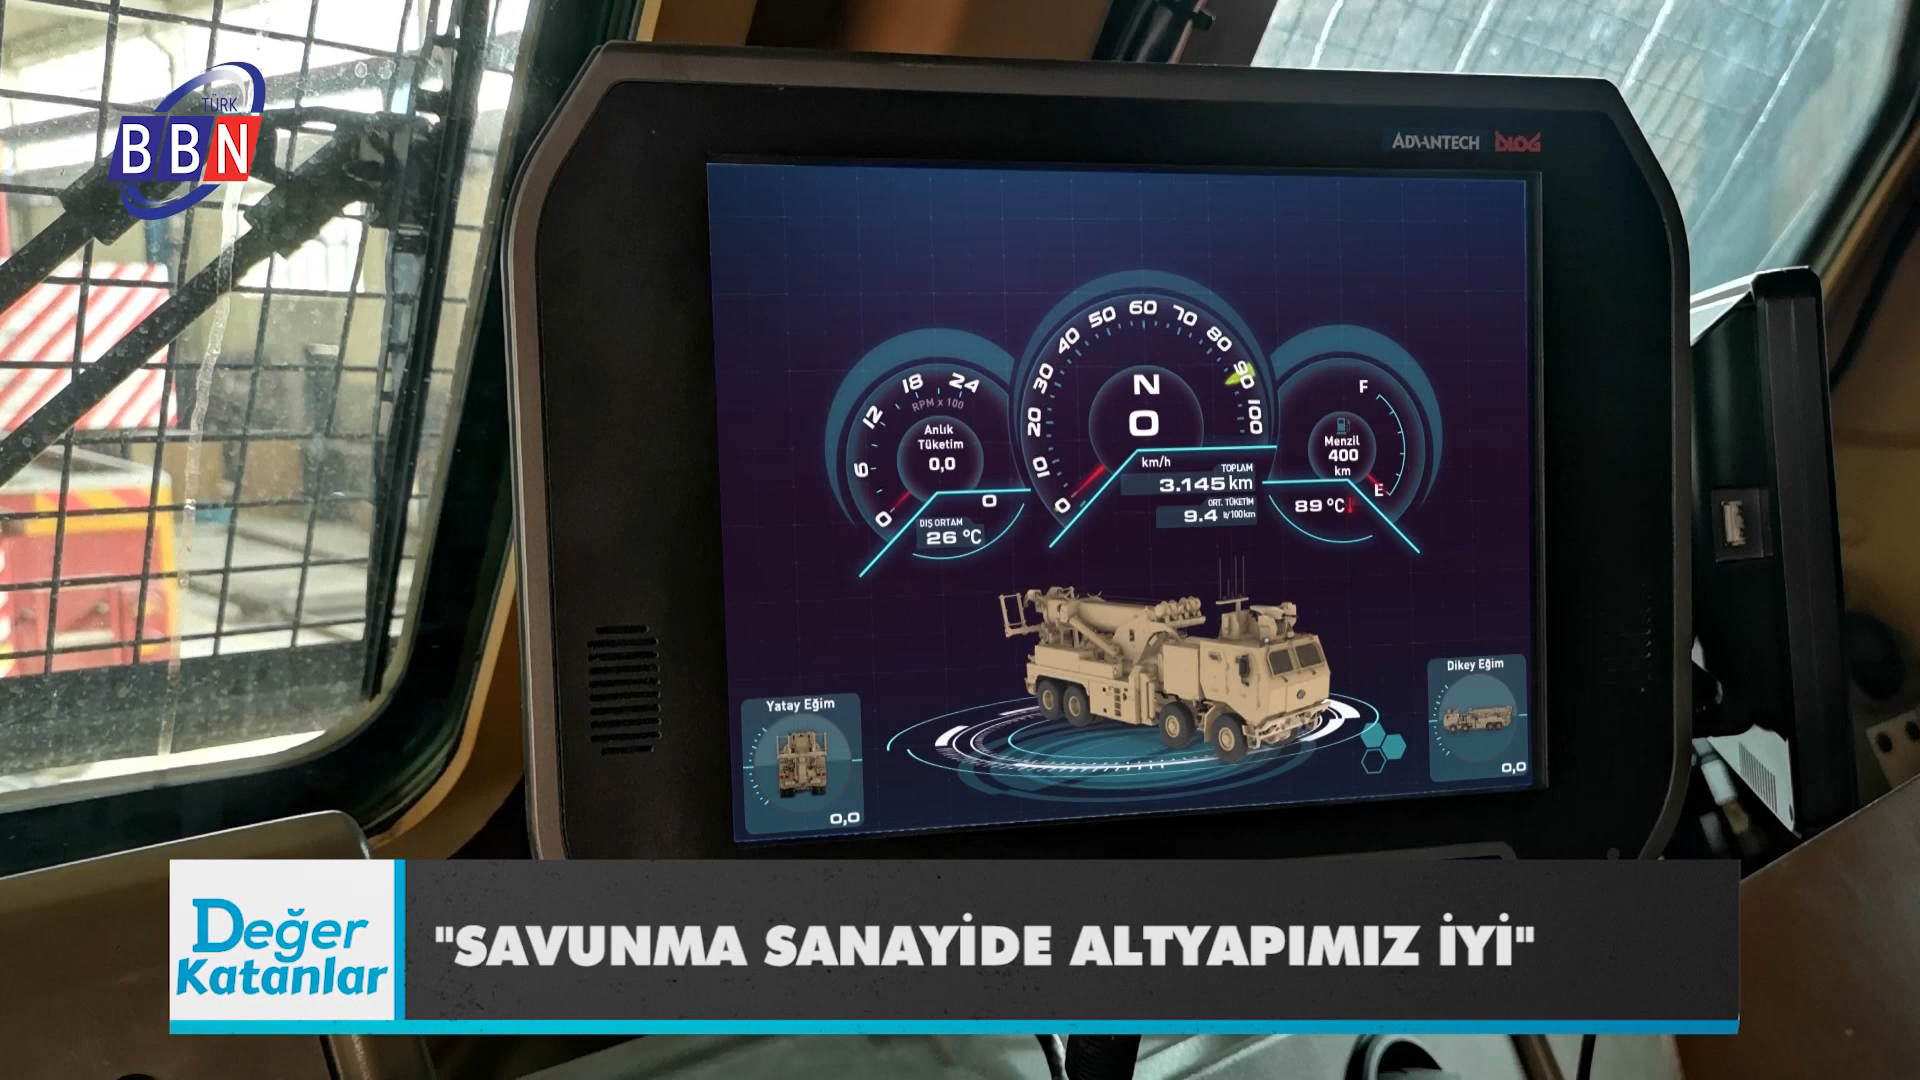 TÜRK
BBN
ADVANTECH DLOG
60
50 70
40 80
30 90
20 100
10
0
N
0
km/h
TOPLAM
3.145 km
ORT. TÜKETİM
9.4 lt/100km
18 24
12
6
0
RPM x 100
Anlık
Tüketim
0,0
0
DIŞ ORTAM
26 °C
F
Menzil
400
km
E
89 °C
Yatay Eğim
0,0
Dikey Eğim
0,0
Değer
Katanlar
"SAVUNMA SANAYİDE ALTYAPIMIZ İYİ"